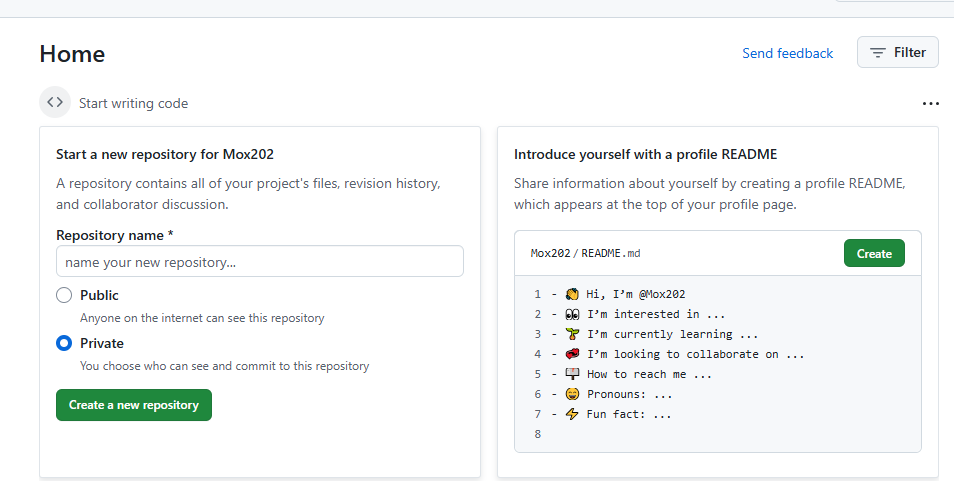 Home
Send feedback
Filter
Start writing code
Start a new repository for Mox202
A repository contains all of your project's files, revision history,
and collaborator discussion.
Repository name *
name your new repository...
Public
Anyone on the internet can see this repository
Private
You choose who can see and commit to this repository
Create a new repository
Introduce yourself with a profile README
Share information about yourself by creating a profile README,
which appears at the top of your profile page.
Mox202 / README.md
Create
1 - 👋 Hi, I’m @Mox202
2 - 👀 I’m interested in ...
3 - 🌱 I’m currently learning ...
4 - 💞️ I’m looking to collaborate on ...
5 - 📫 How to reach me ...
6 - 😄 Pronouns: ...
7 - ⚡ Fun fact: ...
8